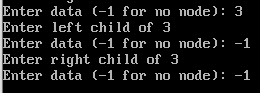 Enter data (-1 for no node): 3
Enter left child of 3
Enter data (-1 for no node): -1
Enter right child of 3
Enter data (-1 for no node): -1